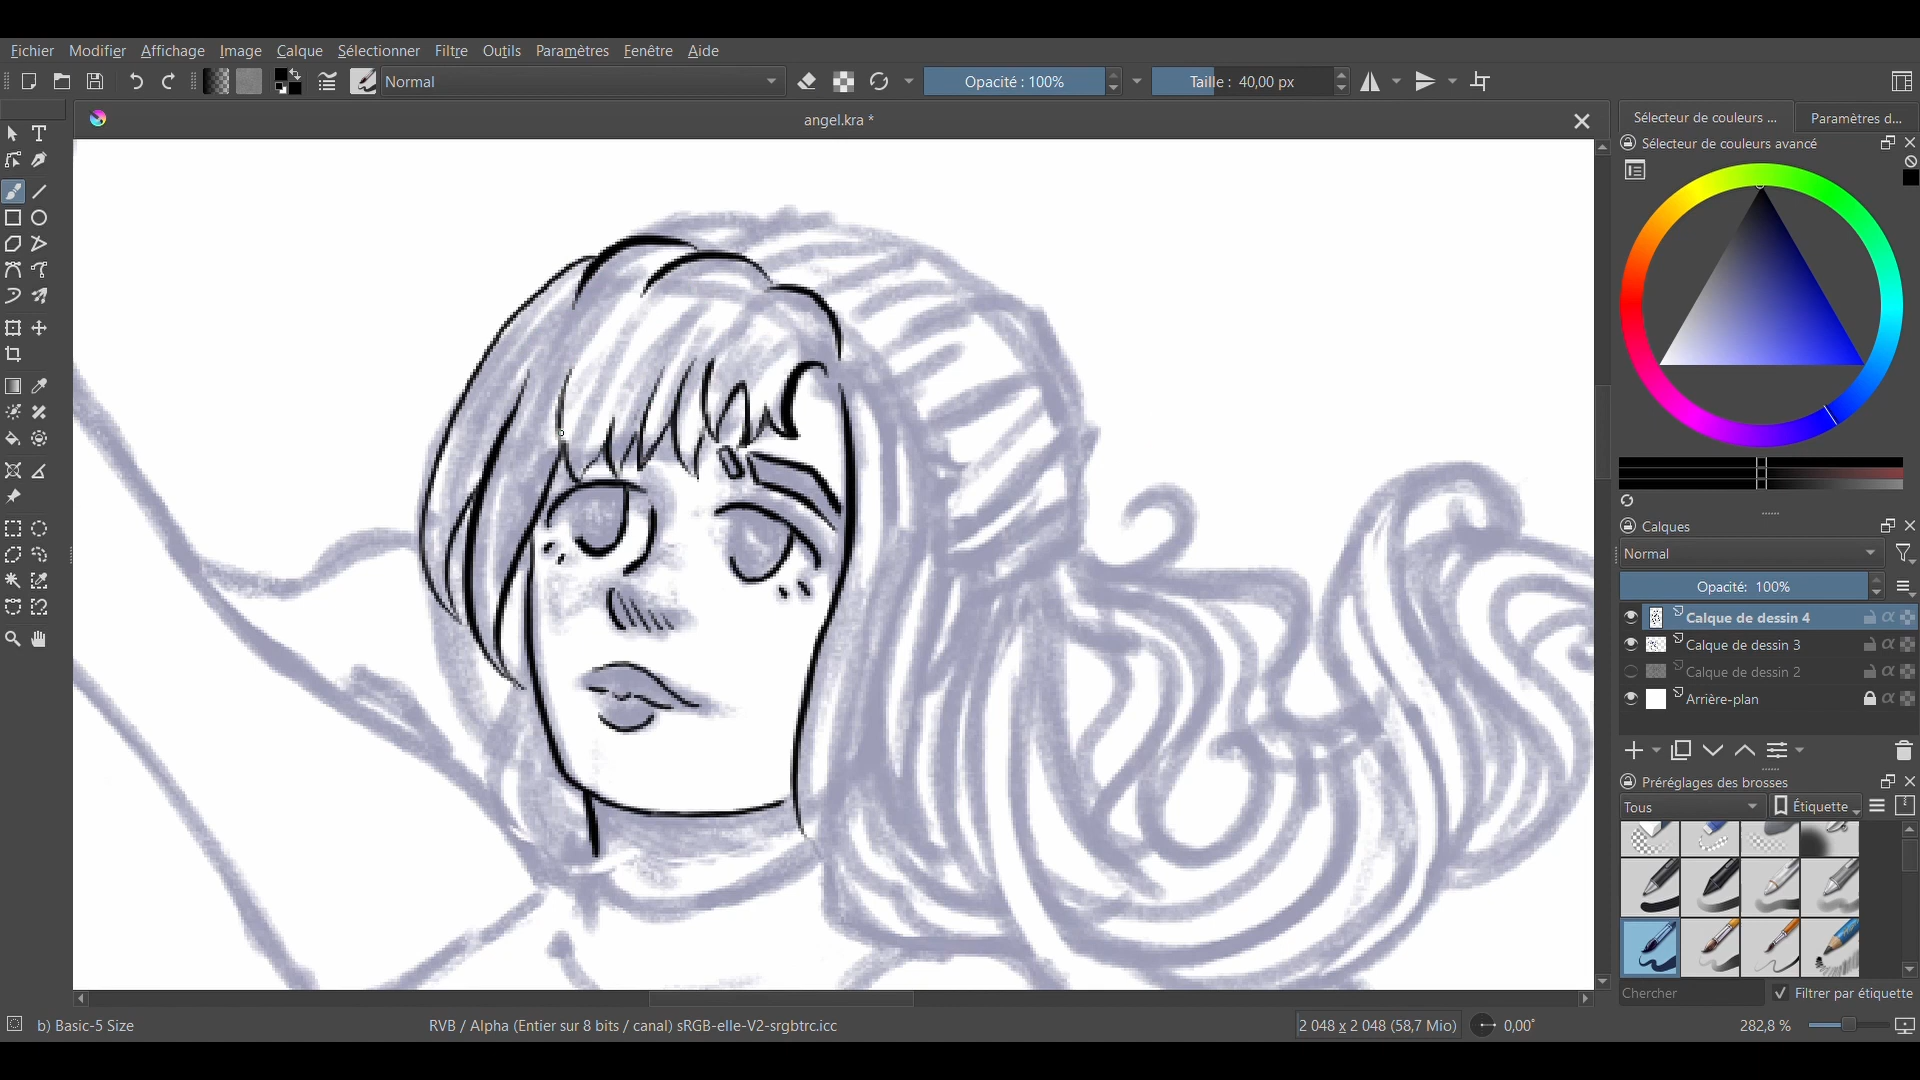 Fichier Modifier Affichage Image Calque Sélectionner Filtre Outils Paramètres Fenêtre Aide
Normal Opacité : 100% Taille : 40,00 px
angel.kra *
Sélecteur de couleurs ... Paramètres d...
Sélecteur de couleurs avancé
Calques
Normal
Opacité: 100%
Calque de dessin 4
Calque de dessin 3
Calque de dessin 2
Arrière-plan
Préréglages des brosses
Tous Étiquette
Chercher Filtrer par étiquette
b) Basic-5 Size RVB / Alpha (Entier sur 8 bits / canal) sRGB-elle-V2-srgbtrc.icc 2 048 x 2 048 (58,7 Mio) 0,00° 282,8 %